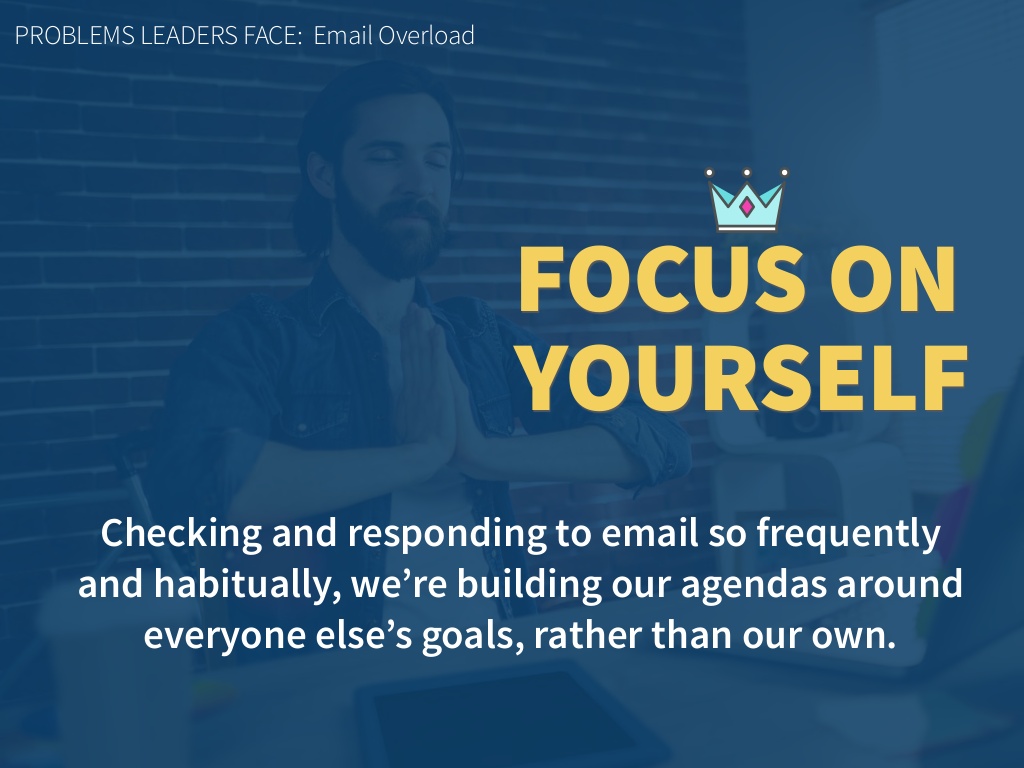 PROBLEMS LEADERS FACE:  Email Overload
FOCUS ON
YOURSELF
Checking and responding to email so frequently
and habitually, we’re building our agendas around
everyone else’s goals, rather than our own.